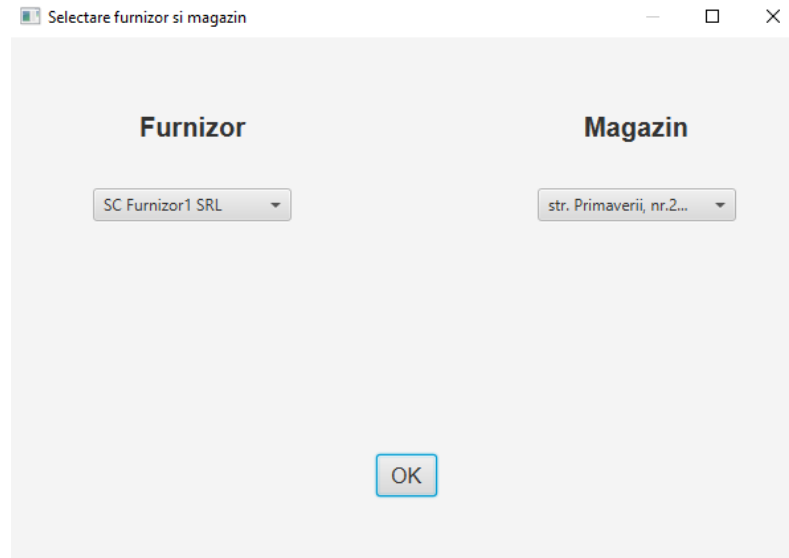 Selectare furnizor si magazin
Furnizor
Magazin
SC Furnizor1 SRL
str. Primaverii, nr.2...
OK